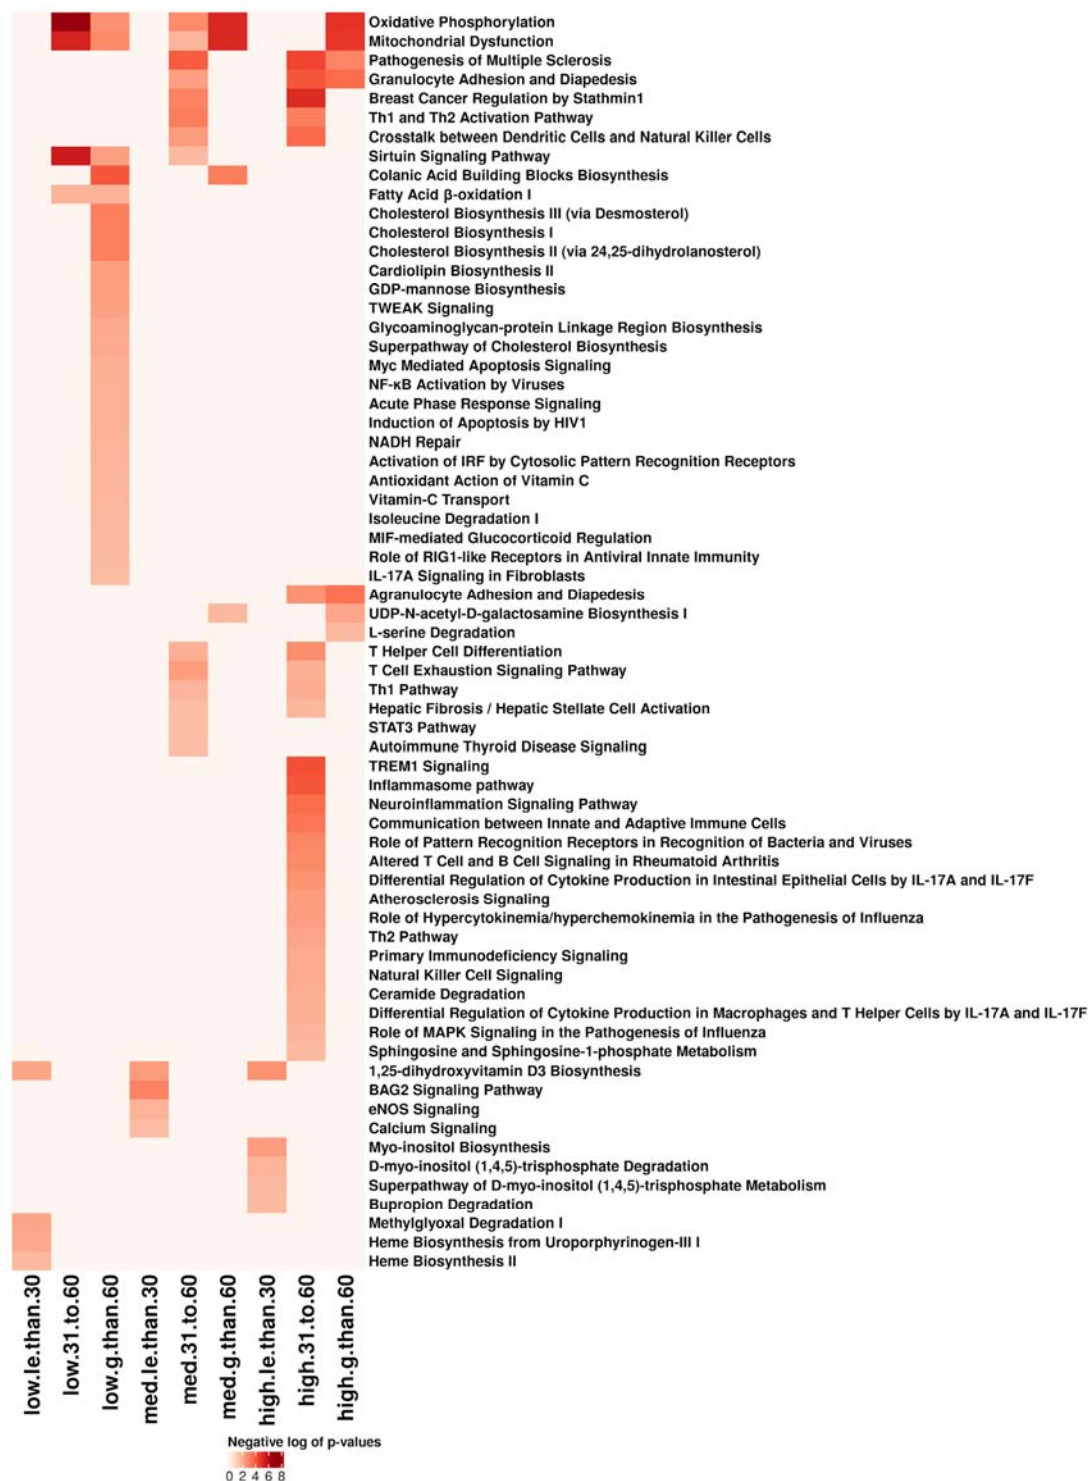 Oxidative Phosphorylation
Mitochondrial Dysfunction
Pathogenesis of Multiple Sclerosis
Granulocyte Adhesion and Diapedesis
Breast Cancer Regulation by Stathmin1
Th1 and Th2 Activation Pathway
Crosstalk between Dendritic Cells and Natural Killer Cells
Sirtuin Signaling Pathway
Colanic Acid Building Blocks Biosynthesis
Fatty Acid β-oxidation I
Cholesterol Biosynthesis III (via Desmosterol)
Cholesterol Biosynthesis I
Cholesterol Biosynthesis II (via 24,25-dihydrolanosterol)
Cardiolipin Biosynthesis II
GDP-mannose Biosynthesis
TWEAK Signaling
Glycoaminoglycan-protein Linkage Region Biosynthesis
Superpathway of Cholesterol Biosynthesis
Myc Mediated Apoptosis Signaling
NF-κB Activation by Viruses
Acute Phase Response Signaling
Induction of Apoptosis by HIV1
NADH Repair
Activation of IRF by Cytosolic Pattern Recognition Receptors
Antioxidant Action of Vitamin C
Vitamin-C Transport
Isoleucine Degradation I
MIF-mediated Glucocorticoid Regulation
Role of RIG1-like Receptors in Antiviral Innate Immunity
IL-17A Signaling in Fibroblasts
Agranulocyte Adhesion and Diapedesis
UDP-N-acetyl-D-galactosamine Biosynthesis I
L-serine Degradation
T Helper Cell Differentiation
T Cell Exhaustion Signaling Pathway
Th1 Pathway
Hepatic Fibrosis / Hepatic Stellate Cell Activation
STAT3 Pathway
Autoimmune Thyroid Disease Signaling
TREM1 Signaling
Inflammasome pathway
Neuroinflammation Signaling Pathway
Communication between Innate and Adaptive Immune Cells
Role of Pattern Recognition Receptors in Recognition of Bacteria and Viruses
Altered T Cell and B Cell Signaling in Rheumatoid Arthritis
Differential Regulation of Cytokine Production in Intestinal Epithelial Cells by IL-17A and IL-17F
Atherosclerosis Signaling
Role of Hypercytokinemia/hyperchemokinemia in the Pathogenesis of Influenza
Th2 Pathway
Primary Immunodeficiency Signaling
Natural Killer Cell Signaling
Ceramide Degradation
Differential Regulation of Cytokine Production in Macrophages and T Helper Cells by IL-17A and IL-17F
Role of MAPK Signaling in the Pathogenesis of Influenza
Sphingosine and Sphingosine-1-phosphate Metabolism
1,25-dihydroxyvitamin D3 Biosynthesis
BAG2 Signaling Pathway
eNOS Signaling
Calcium Signaling
Myo-inositol Biosynthesis
D-myo-inositol (1,4,5)-trisphosphate Degradation
Superpathway of D-myo-inositol (1,4,5)-trisphosphate Metabolism
Bupropion Degradation
Methylglyoxal Degradation I
Heme Biosynthesis from Uroporphyrinogen-III I
Heme Biosynthesis II
low.le.than.30
low.31.to.60
low.g.than.60
med.le.than.30
med.31.to.60
med.g.than.60
high.le.than.30
high.31.to.60
high.g.than.60
Negative log of p-values
0 2 4 6 8